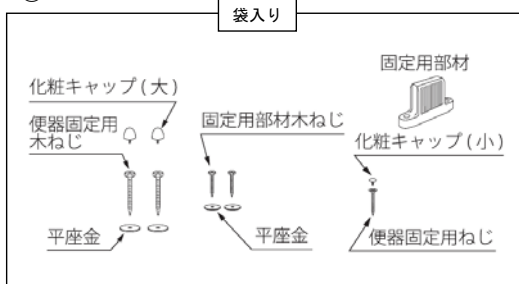 袋入り
化粧キャップ(大)
便器固定用
木ねじ
平座金
固定用部材木ねじ
平座金
固定用部材
化粧キャップ(小)
便器固定用ねじ